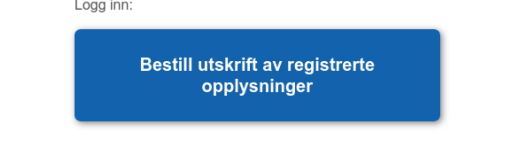 Logg inn:
Bestill utskrift av registrerte
opplysninger